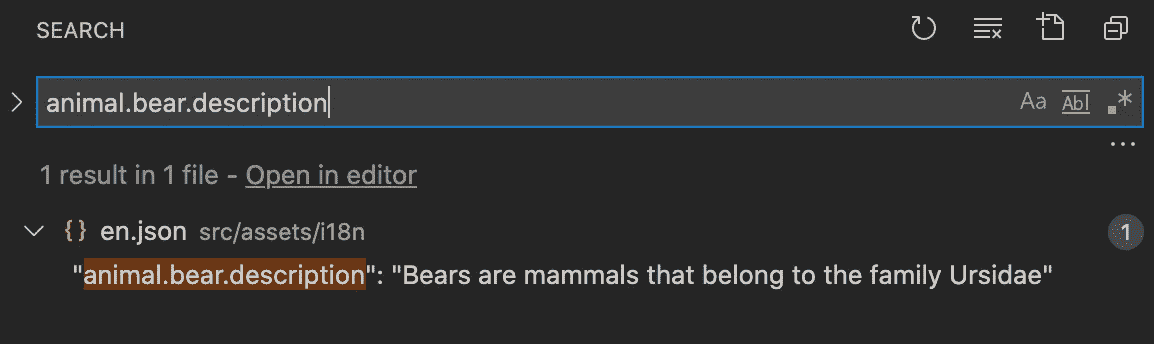 SEARCH
animal.bear.description
Aa Abl .*
...
1 result in 1 file - Open in editor
{} en.json src/assets/i18n 1
"animal.bear.description": "Bears are mammals that belong to the family Ursidae"